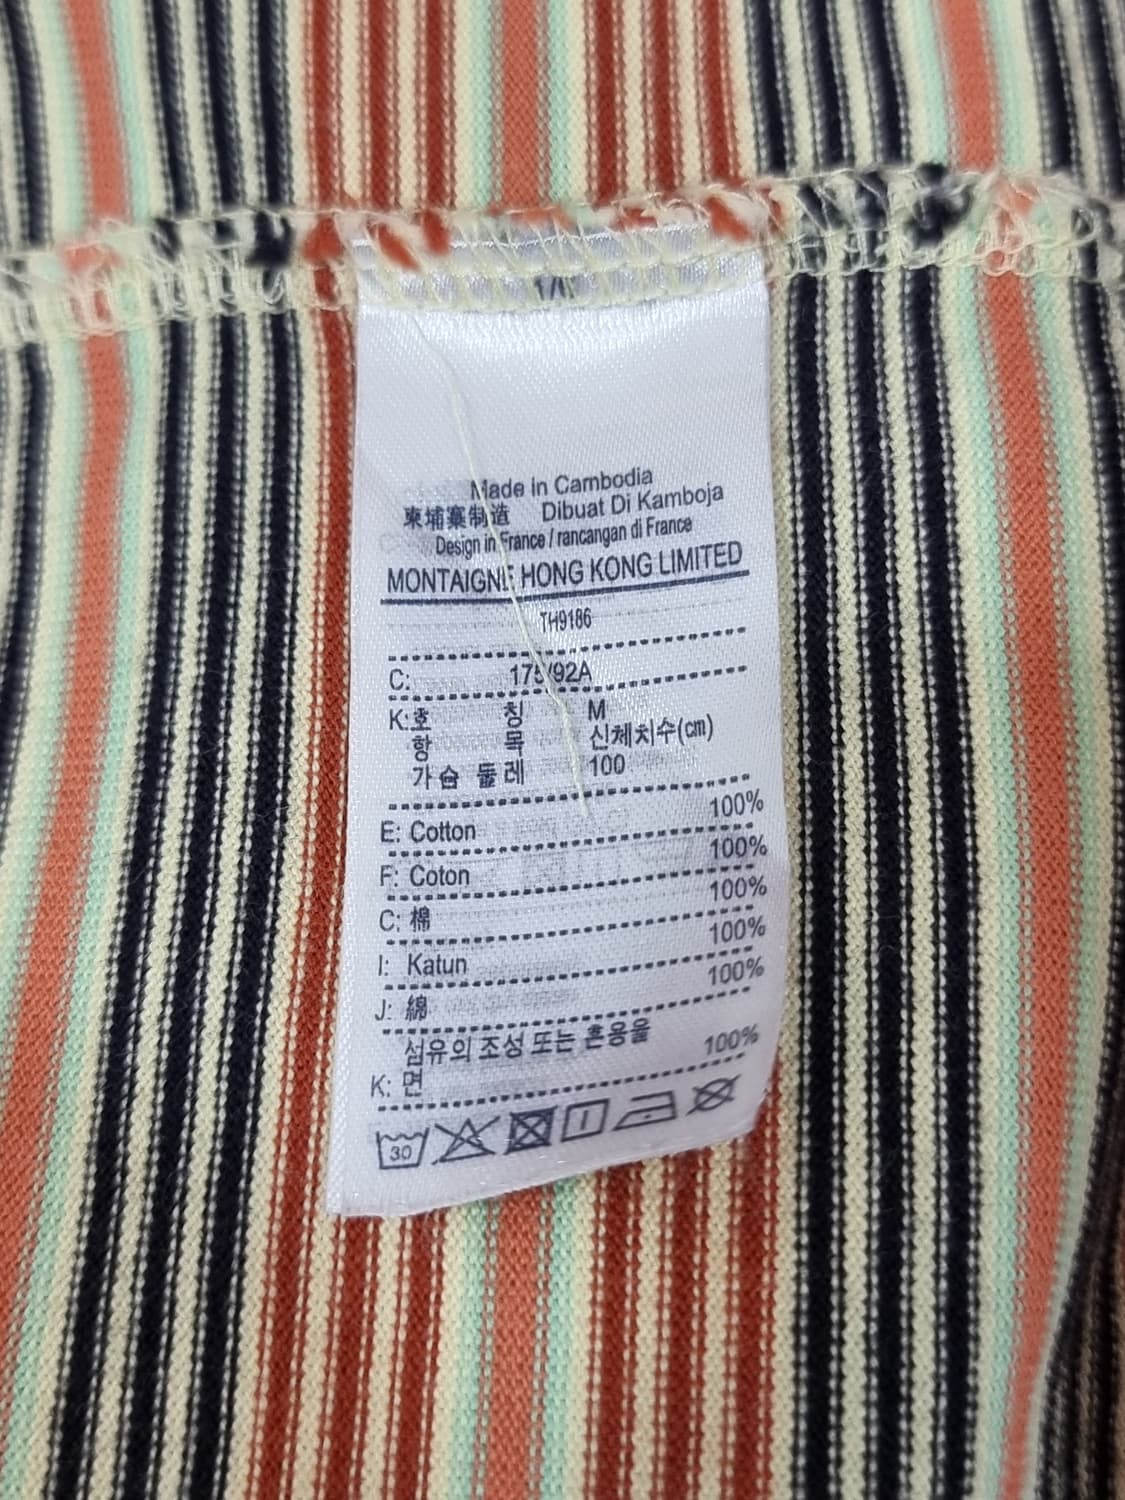 Made in Cambodia
柬埔寨制造 Dibuat Di Kamboja
Design in France / rancangan di France
MONTAIGNE HONG KONG LIMITED
TH9186
C: 175/92A
K: 호 칭 M
항 목 신체치수(cm)
가슴 둘레 100
E: Cotton 100%
F: Coton 100%
C: 棉 100%
I: Katun 100%
J: 綿 100%
섬유의 조성 또는 혼용율
K: 면 100%
30